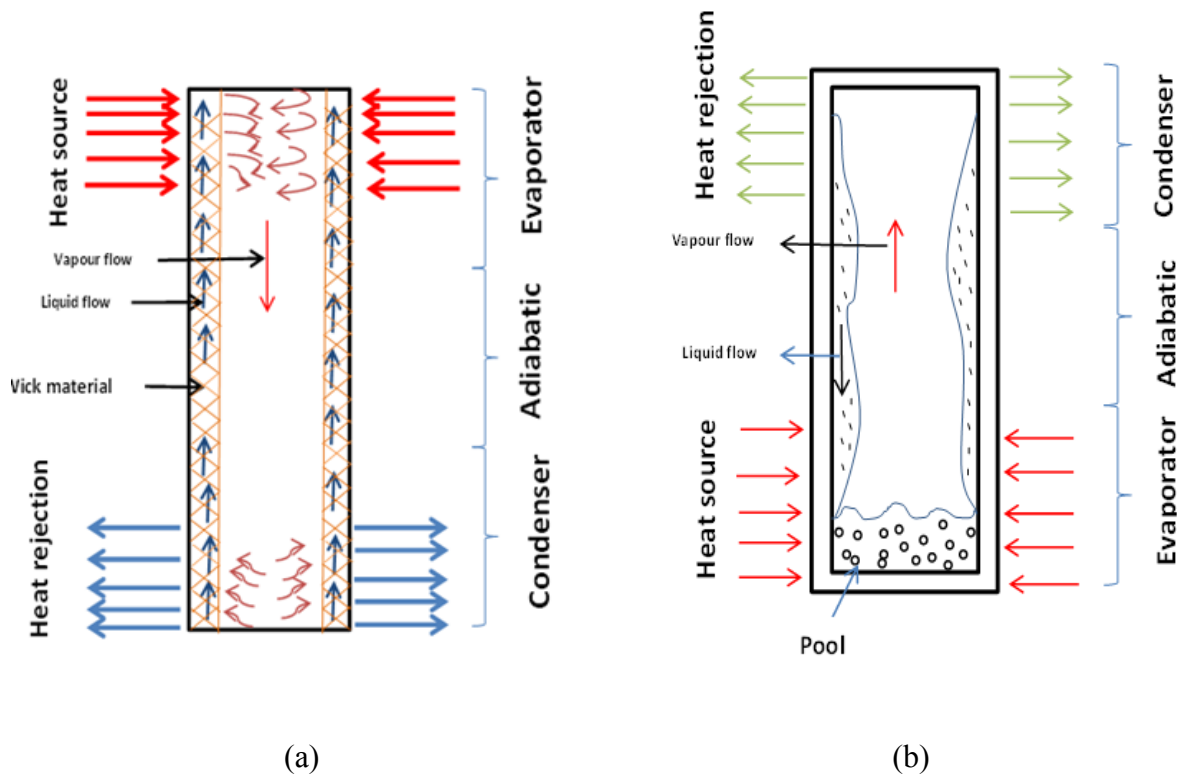 Heat source
Vapour flow
Liquid flow
Vick material
Heat rejection
Evaporator
Adiabatic
Condenser
(a)
Heat rejection
Vapour flow
Liquid flow
Heat source
Pool
Condenser
Adiabatic
Evaporator
(b)